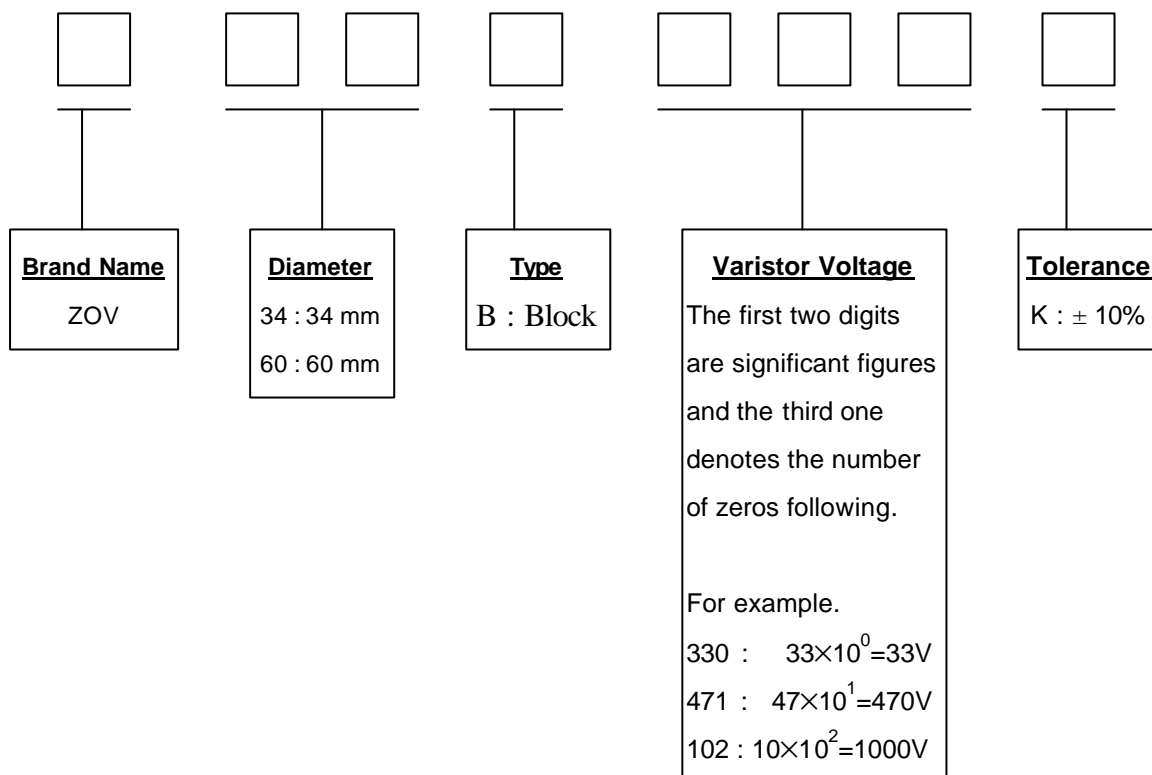 Brand Name
ZOV
Diameter
34 : 34 mm
60 : 60 mm
Type
B : Block
Varistor Voltage
The first two digits
are significant figures
and the third one
denotes the number
of zeros following.
For example.
330 : 33×10⁰=33V
471 : 47×10¹=470V
102 : 10×10²=1000V
Tolerance
K : ± 10%